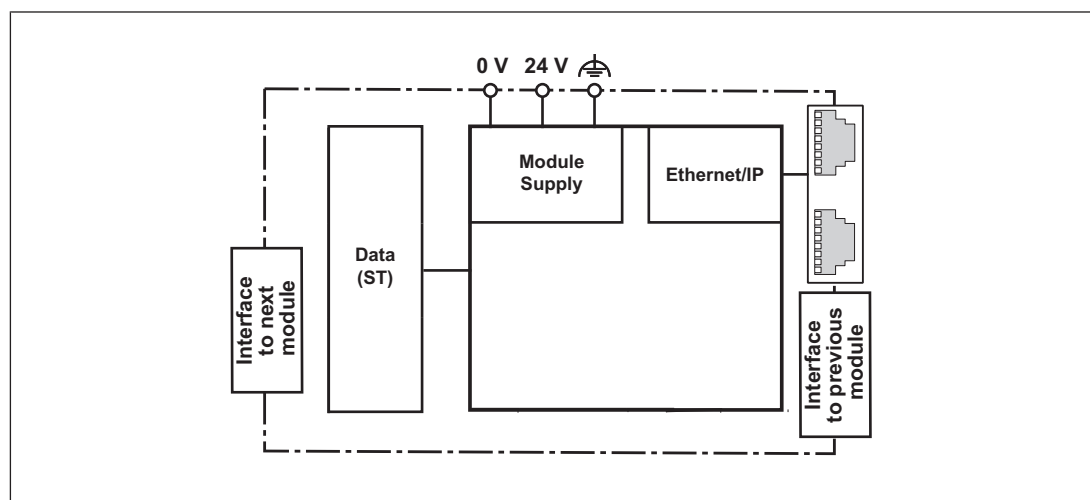 0 V 24 V
Module
Supply
Ethernet/IP
Data
(ST)
Interface
to next
module
Interface
to previous
module